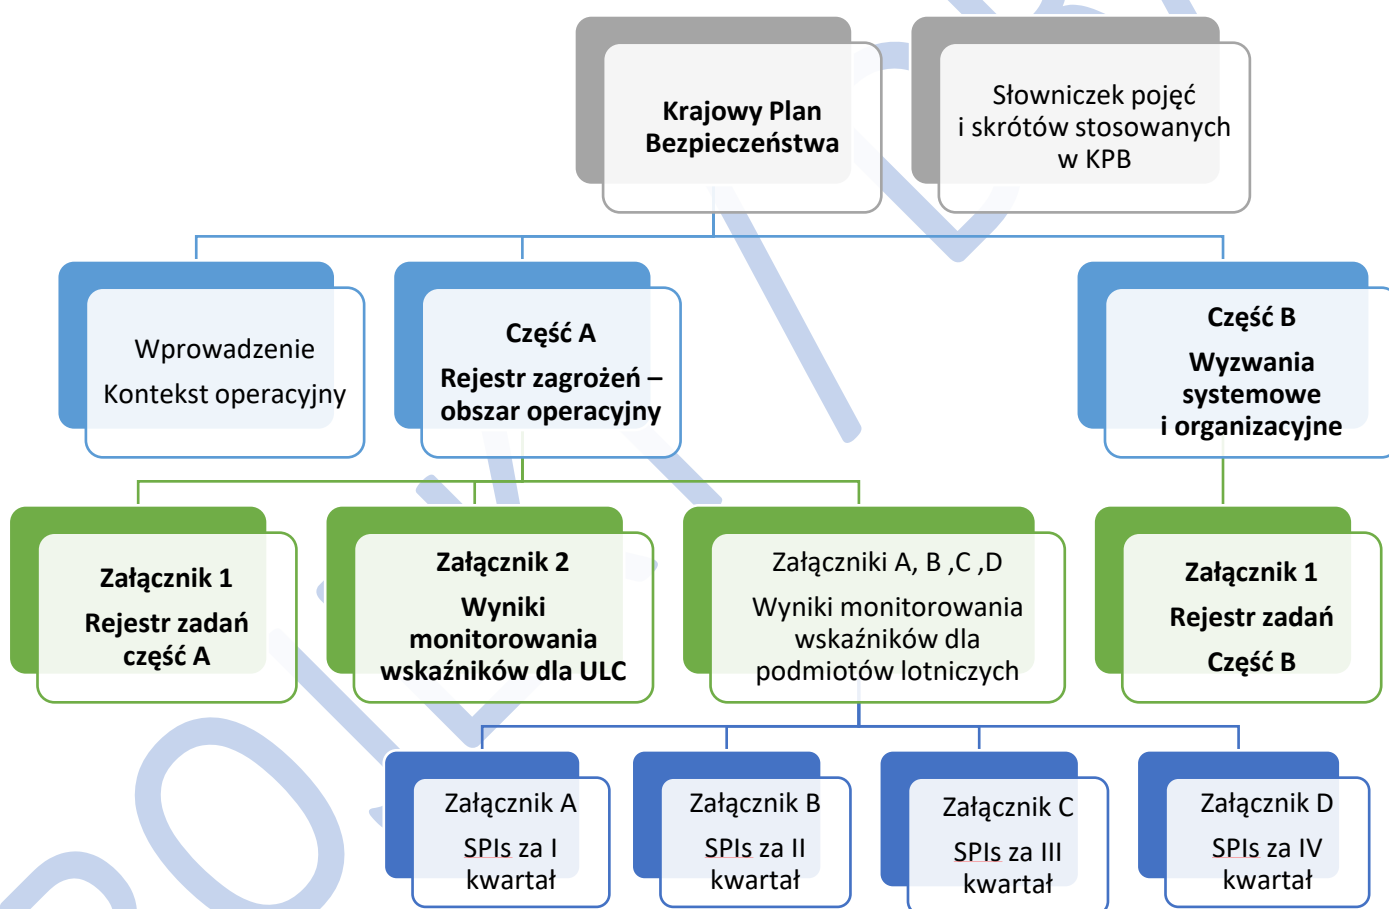 Krajowy Plan
Bezpieczeństwa
Słowniczek pojęć
i skrótów stosowanych
w KPB
Wprowadzenie
Kontekst operacyjny
Część A
Rejestr zagrożeń –
obszar operacyjny
Część B
Wyzwania
systemowe
i organizacyjne
Załącznik 1
Rejestr zadań
część A
Załącznik 2
Wyniki
monitorowania
wskaźników dla ULC
Załączniki A, B ,C ,D
Wyniki monitorowania
wskaźników dla
podmiotów lotniczych
Załącznik 1
Rejestr zadań
Część B
Załącznik A
SPIs za I
kwartał
Załącznik B
SPIs za II
kwartał
Załącznik C
SPIs za III
kwartał
Załącznik D
SPIs za IV
kwartał